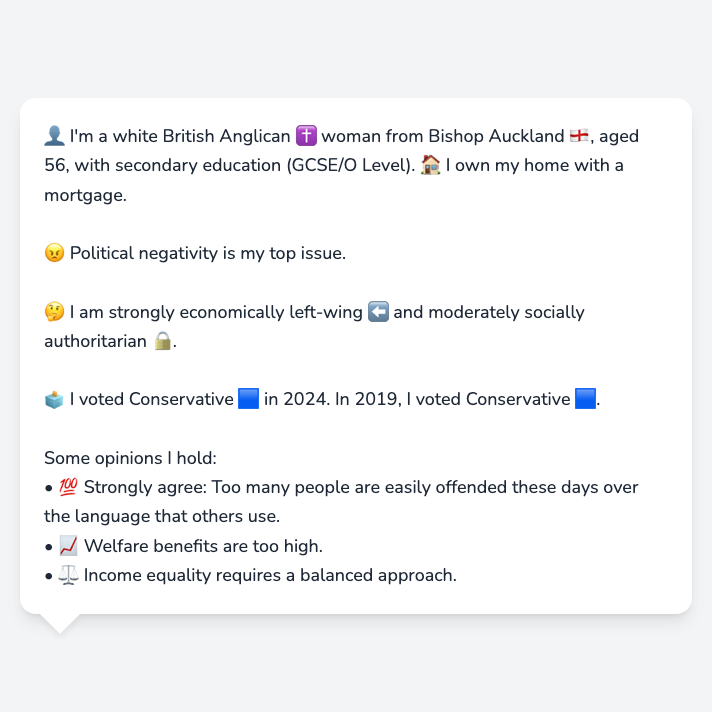 👤 I'm a white British Anglican ✝️ woman from Bishop Auckland 🏴󠁧󠁢󠁥󠁮󠁧󠁿, aged
56, with secondary education (GCSE/O Level). 🏠 I own my home with a
mortgage.
😠 Political negativity is my top issue.
🤔 I am strongly economically left-wing ⬅️ and moderately socially
authoritarian 🔒.
🗳️ I voted Conservative 🟦 in 2024. In 2019, I voted Conservative 🟦.
Some opinions I hold:
• 💯 Strongly agree: Too many people are easily offended these days over
the language that others use.
• 📈 Welfare benefits are too high.
• ⚖️ Income equality requires a balanced approach.